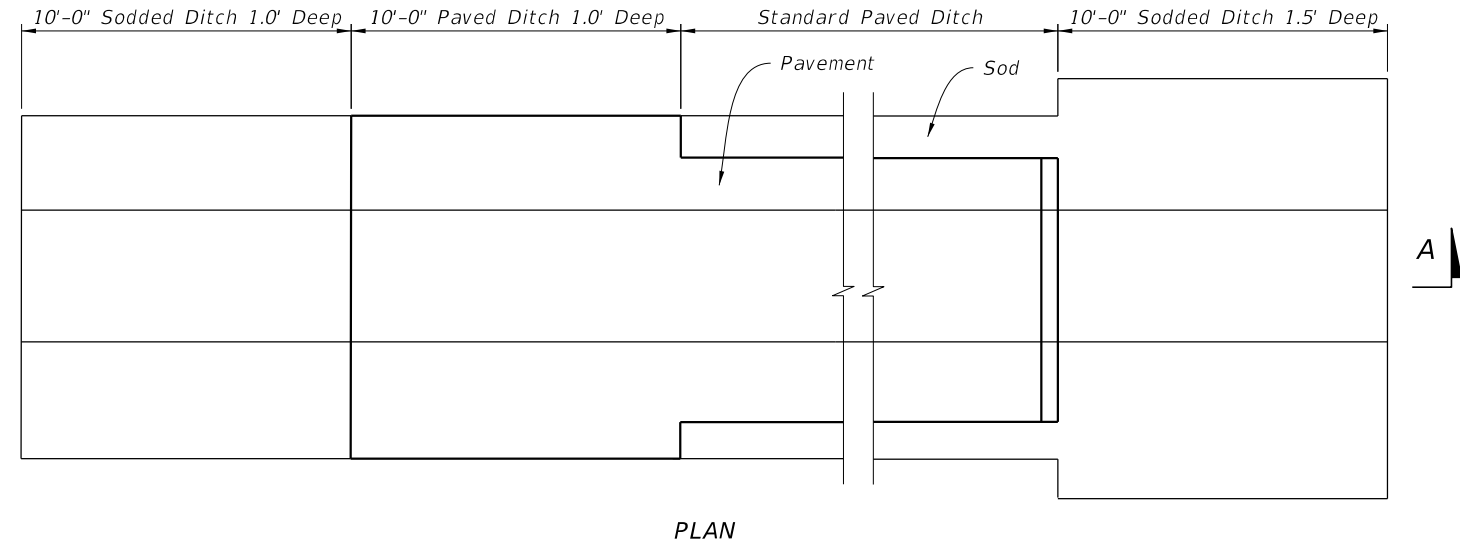 10'-0" Sodded Ditch 1.0' Deep
10'-0" Paved Ditch 1.0' Deep
Standard Paved Ditch
10'-0" Sodded Ditch 1.5' Deep
Pavement
Sod
A
PLAN